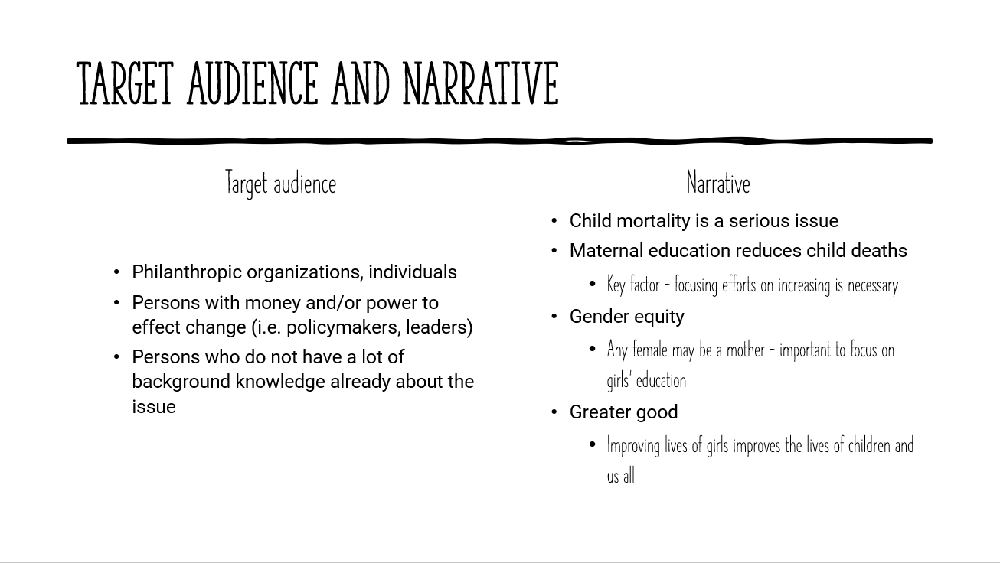 TARGET AUDIENCE AND NARRATIVE
Target audience
• Philanthropic organizations, individuals
• Persons with money and/or power to
effect change (i.e. policymakers, leaders)
• Persons who do not have a lot of
background knowledge already about the
issue
Narrative
• Child mortality is a serious issue
• Maternal education reduces child deaths
• Key factor - focusing efforts on increasing is necessary
• Gender equity
• Any female may be a mother - important to focus on
girls' education
• Greater good
• Improving lives of girls improves the lives of children and
us all